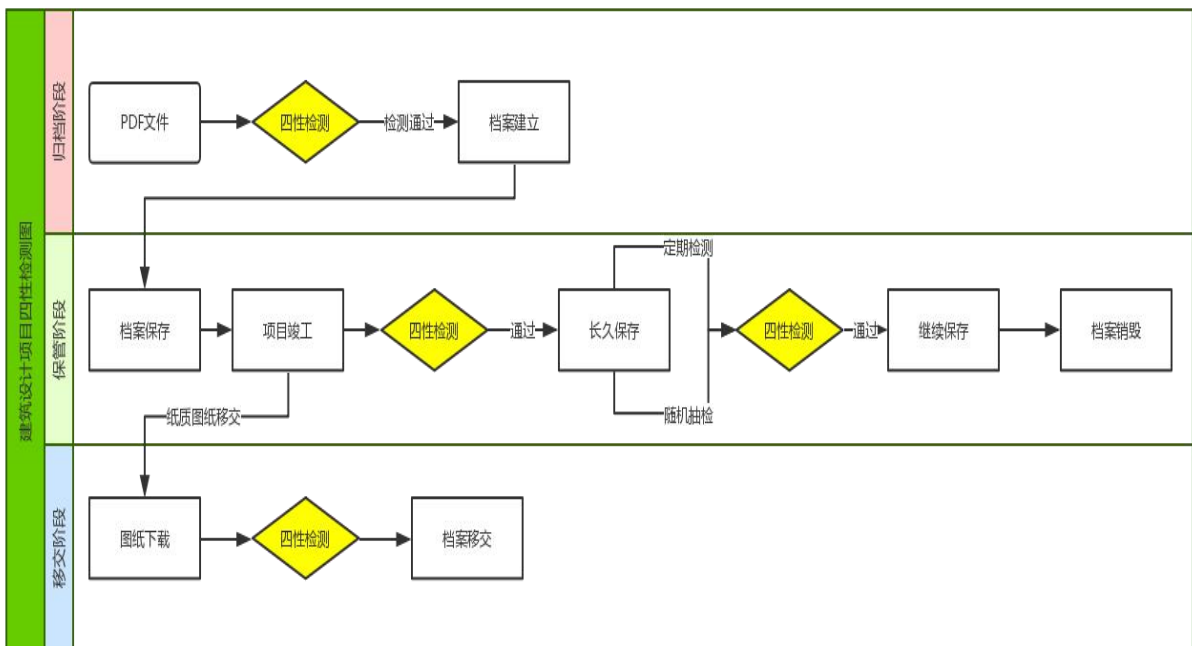 建筑设计项目四性检测图
归档阶段
PDF文件
四性检测
检测通过
档案建立
保管阶段
定期检测
档案保存
项目竣工
四性检测
通过
长久保存
四性检测
通过
继续保存
档案销毁
随机抽检
纸质图纸移交
移交阶段
图纸下载
四性检测
档案移交